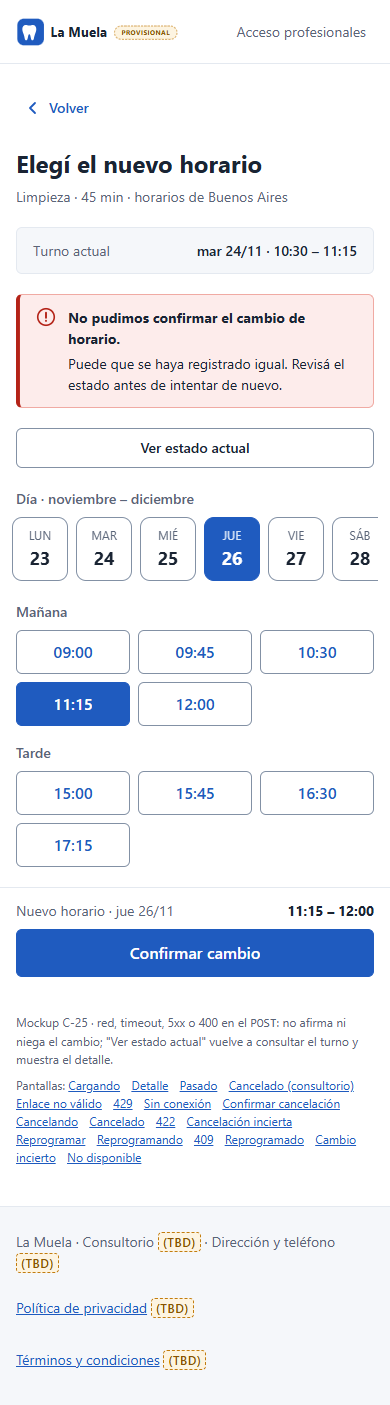 La Muela PROVISIONAL Acceso profesionales
Volver
Elegí el nuevo horario
Limpieza · 45 min · horarios de Buenos Aires
Turno actual mar 24/11 · 10:30 – 11:15
No pudimos confirmar el cambio de
horario.
Puede que se haya registrado igual. Revisá el
estado antes de intentar de nuevo.
Ver estado actual
Día · noviembre – diciembre
LUN MAR MIÉ JUE VIE SÁB
23 24 25 26 27 28
Mañana
09:00 09:45 10:30
11:15 12:00
Tarde
15:00 15:45 16:30
17:15
Nuevo horario · jue 26/11 11:15 – 12:00
Confirmar cambio
Mockup C-25 · red, timeout, 5xx o 400 en el POST: no afirma ni
niega el cambio; "Ver estado actual" vuelve a consultar el turno y
muestra el detalle.
Pantallas: Cargando Detalle Pasado Cancelado (consultorio)
Enlace no válido 429 Sin conexión Confirmar cancelación
Cancelando Cancelado 422 Cancelación incierta
Reprogramar Reprogramando 409 Reprogramado Cambio
incierto No disponible
La Muela · Consultorio (TBD) · Dirección y teléfono
(TBD)
Política de privacidad (TBD)
Términos y condiciones (TBD)